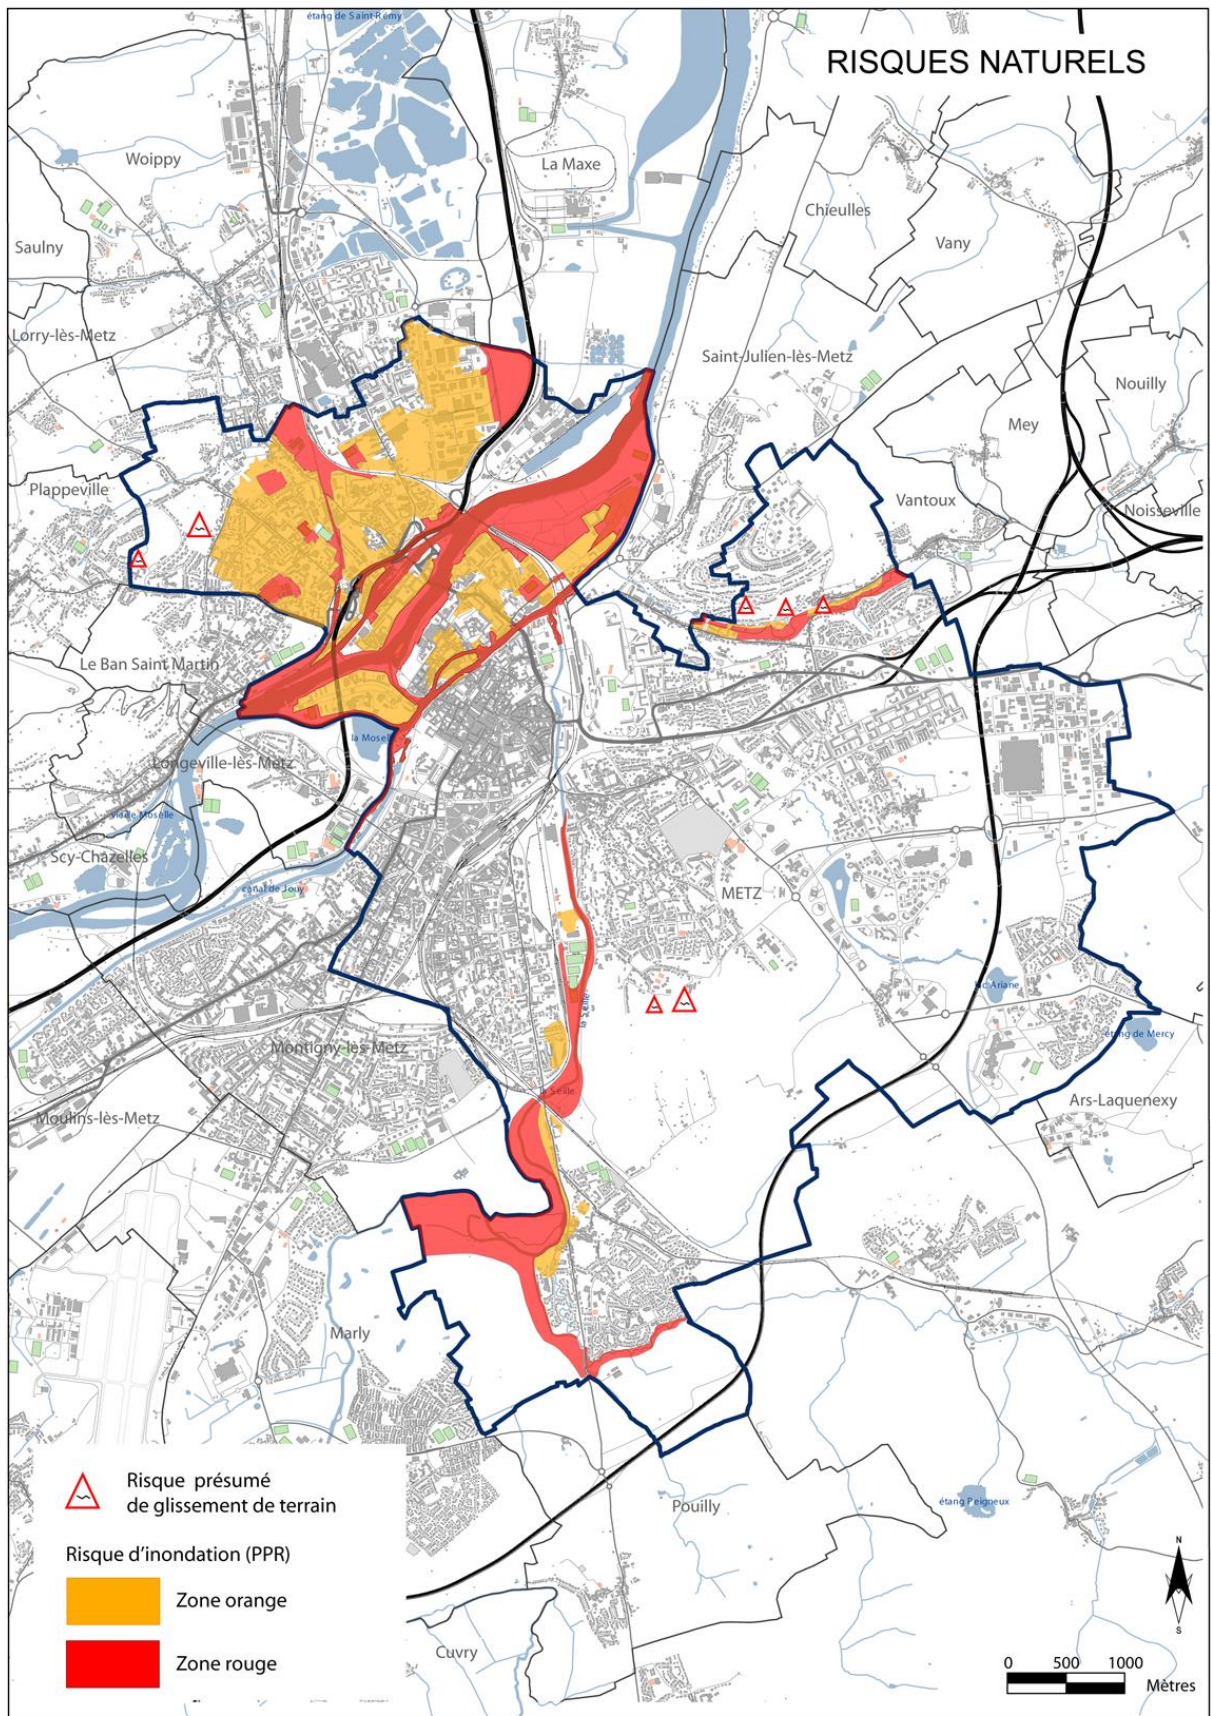 étang de Saint-Rémy
RISQUES NATURELS
Woippy
La Maxe
Chieulles
Saulny
Vany
Lorry-lès-Metz
Saint-Julien-lès-Metz
Nouilly
Mey
Plappeville
Vantoux
Noisseville
Le Ban Saint Martin
la Mosel
Longeville-lès-Metz
Scy-Chazelles
canal de Jouy
METZ
lac Ariane
la Seille
étang de Mercy
Montigny-lès-Metz
Seille
Ars-Laquenexy
Moulins-lès-Metz
Marly
Risque présumé
de glissement de terrain
Pouilly
étang Peigneux
Risque d'inondation (PPR)
N
Zone orange
S
Cuvry
Zone rouge
0 500 1000
Mètres